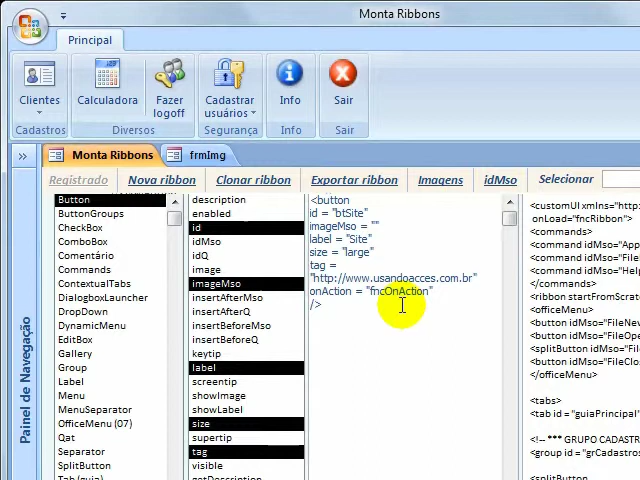 Monta Ribbons
Principal
Clientes
Calculadora
Fazer logoff
Cadastrar usuários
Info
Sair
Cadastros
Diversos
Segurança
Info
Sair
Monta Ribbons
frmImg
Registrado
Nova ribbon
Clonar ribbon
Exportar ribbon
Imagens
idMso
Selecionar
Painel de Navegação
Button
ButtonGroups
CheckBox
ComboBox
Comentário
Commands
ContextualTabs
DialogboxLauncher
DropDown
DynamicMenu
EditBox
Gallery
Group
Label
Menu
MenuSeparator
OfficeMenu (07)
Qat
Separator
SplitButton
Tab (guia)
description
enabled
id
idMso
idQ
image
imageMso
insertAfterMso
insertAfterQ
insertBeforeMso
insertBeforeQ
keytip
label
screentip
showImage
showLabel
size
supertip
tag
visible
getDescription
<button
id = "btSite"
imageMso = ""
label = "Site"
size = "large"
tag =
"http://www.usandoacces.com.br"
onAction = "fncOnAction"
/>
<customUI xmlns="http
onLoad="fncRibbon">
<commands>
<command idMso="App
<command idMso="File
<command idMso="Help
</commands>
<ribbon startFromScrat
<officeMenu>
<button idMso="FileNew
<button idMso="FileOpe
<splitButton idMso="File
<button idMso="FileClos
</officeMenu>
<tabs>
<tab id="guiaPrincipal"
<!-- *** GRUPO CADASTR
<group id="grCadastros
<splitButton